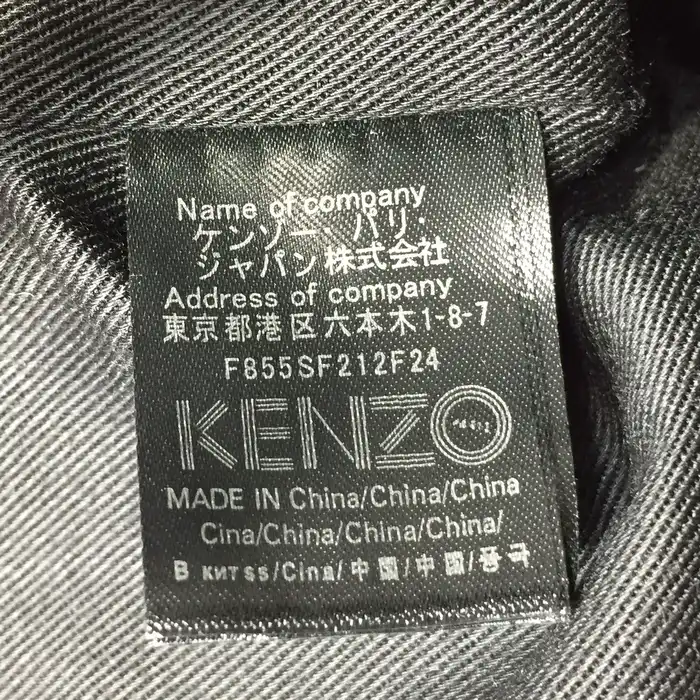 Name of company
ケンゾー・パリ・
ジャパン株式会社
Address of company
東京都港区六本木1-8-7
F855SF212F24
KENZO
MADE IN China/China/China
Cina/China/China/China/
В кит ss/Cina/中國/中国/중국